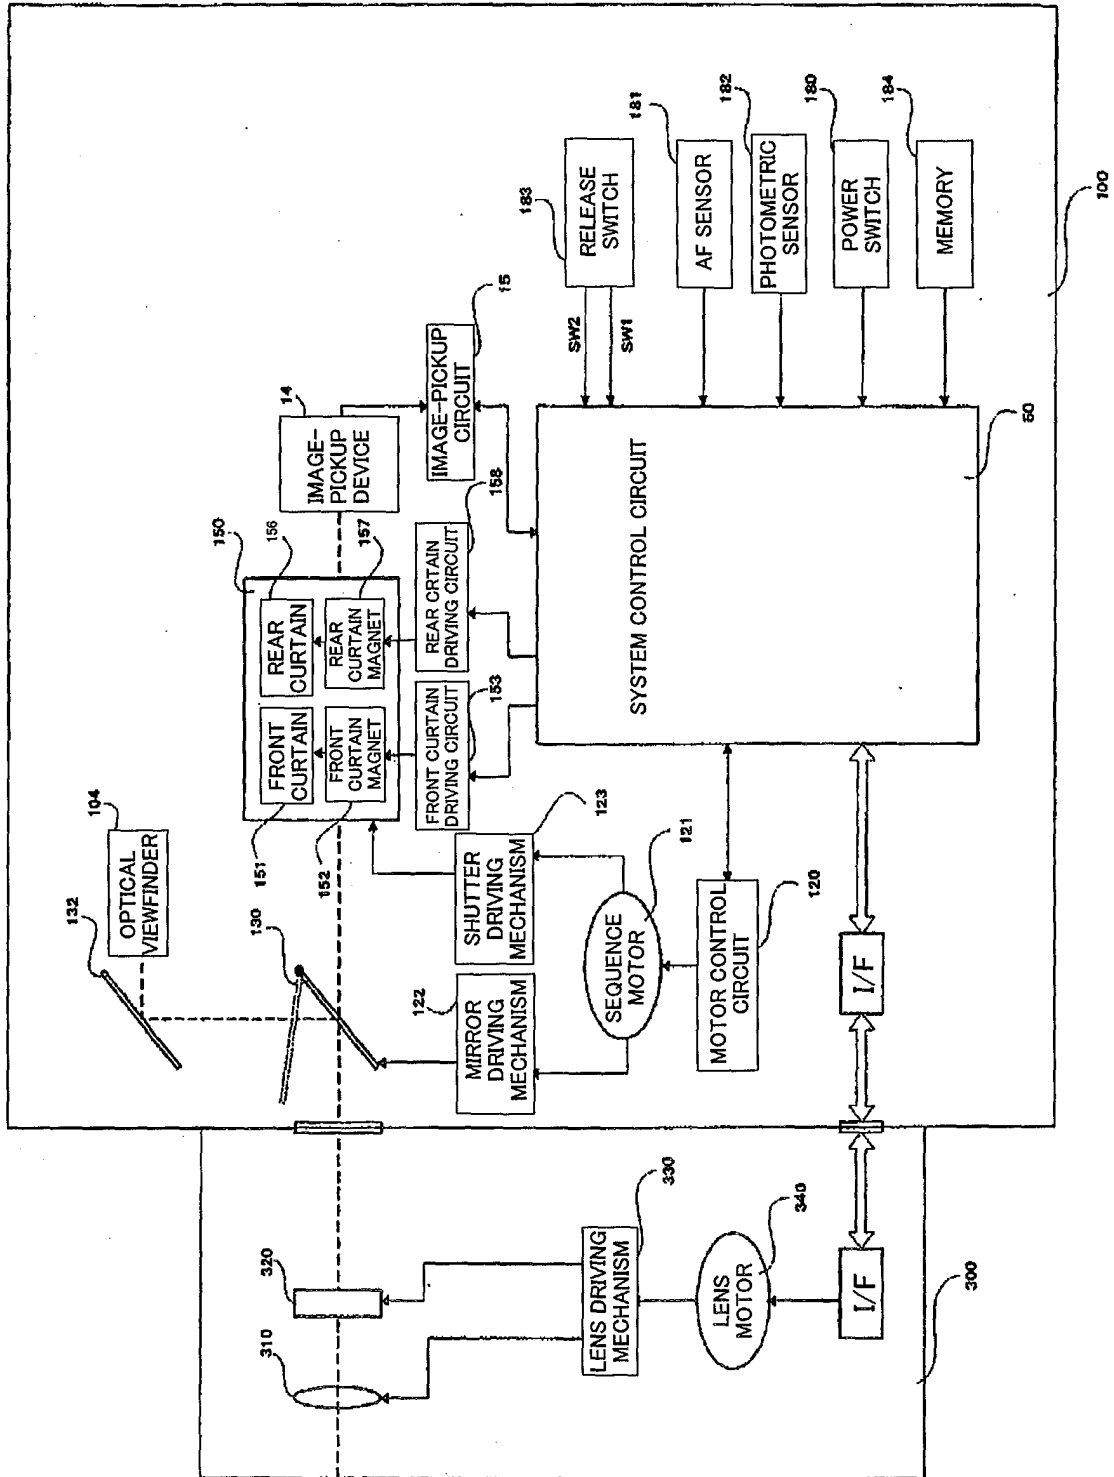 132
104
OPTICAL
VIEWFINDER
130
150
151
FRONT
CURTAIN
156
REAR
CURTAIN
152
FRONT
CURTAIN
MAGNET
157
REAR
CURTAIN
MAGNET
14
IMAGE-
PICKUP
DEVICE
15
IMAGE-PICKUP
CIRCUIT
153
FRONT CURTAIN
DRIVING CIRCUIT
158
REAR CRTAIN
DRIVING CIRCUIT
310
320
122
MIRROR
DRIVING
MECHANISM
123
SHUTTER
DRIVING
MECHANISM
121
SEQUENCE
MOTOR
120
MOTOR CONTROL
CIRCUIT
SYSTEM CONTROL CIRCUIT
50
183
RELEASE
SWITCH
SW2
SW1
181
AF SENSOR
182
PHOTOMETRIC
SENSOR
180
POWER
SWITCH
184
MEMORY
330
LENS DRIVING
MECHANISM
340
LENS
MOTOR
I/F
I/F
300
100